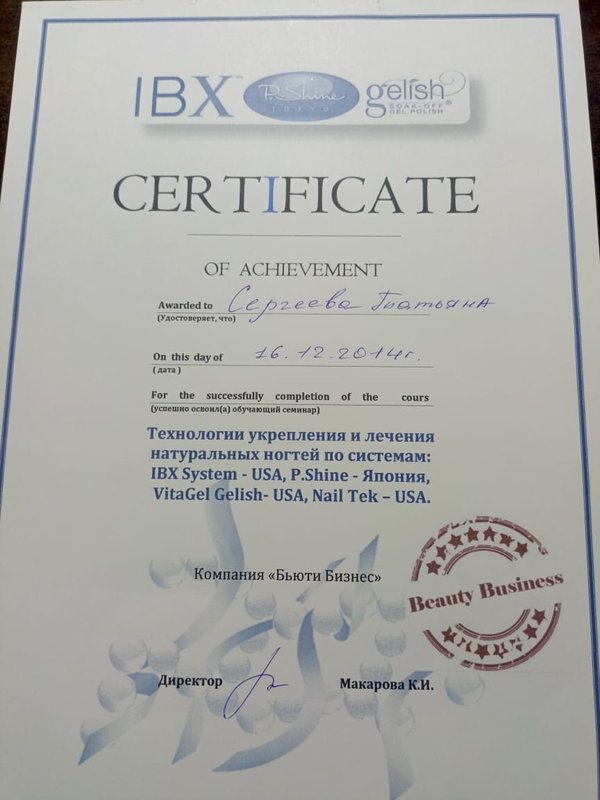 IBX™ P.Shine TOKYO gelish®
SOAK-OFF
GEL POLISH
CERTIFICATE
OF ACHIEVEMENT
Awarded to Сергеева Татьяна
(Удостоверяет, что)
On this day of 16.12.2014г.
( дата )
For the successfully completion of the cours
(успешно освоил(а) обучающий семинар)
Технологии укрепления и лечения
натуральных ногтей по системам:
IBX System - USA, P.Shine - Япония,
VitaGel Gelish- USA, Nail Tek – USA.
Компания «Бьюти Бизнес»
Beauty Business
Директор Макарова К.И.